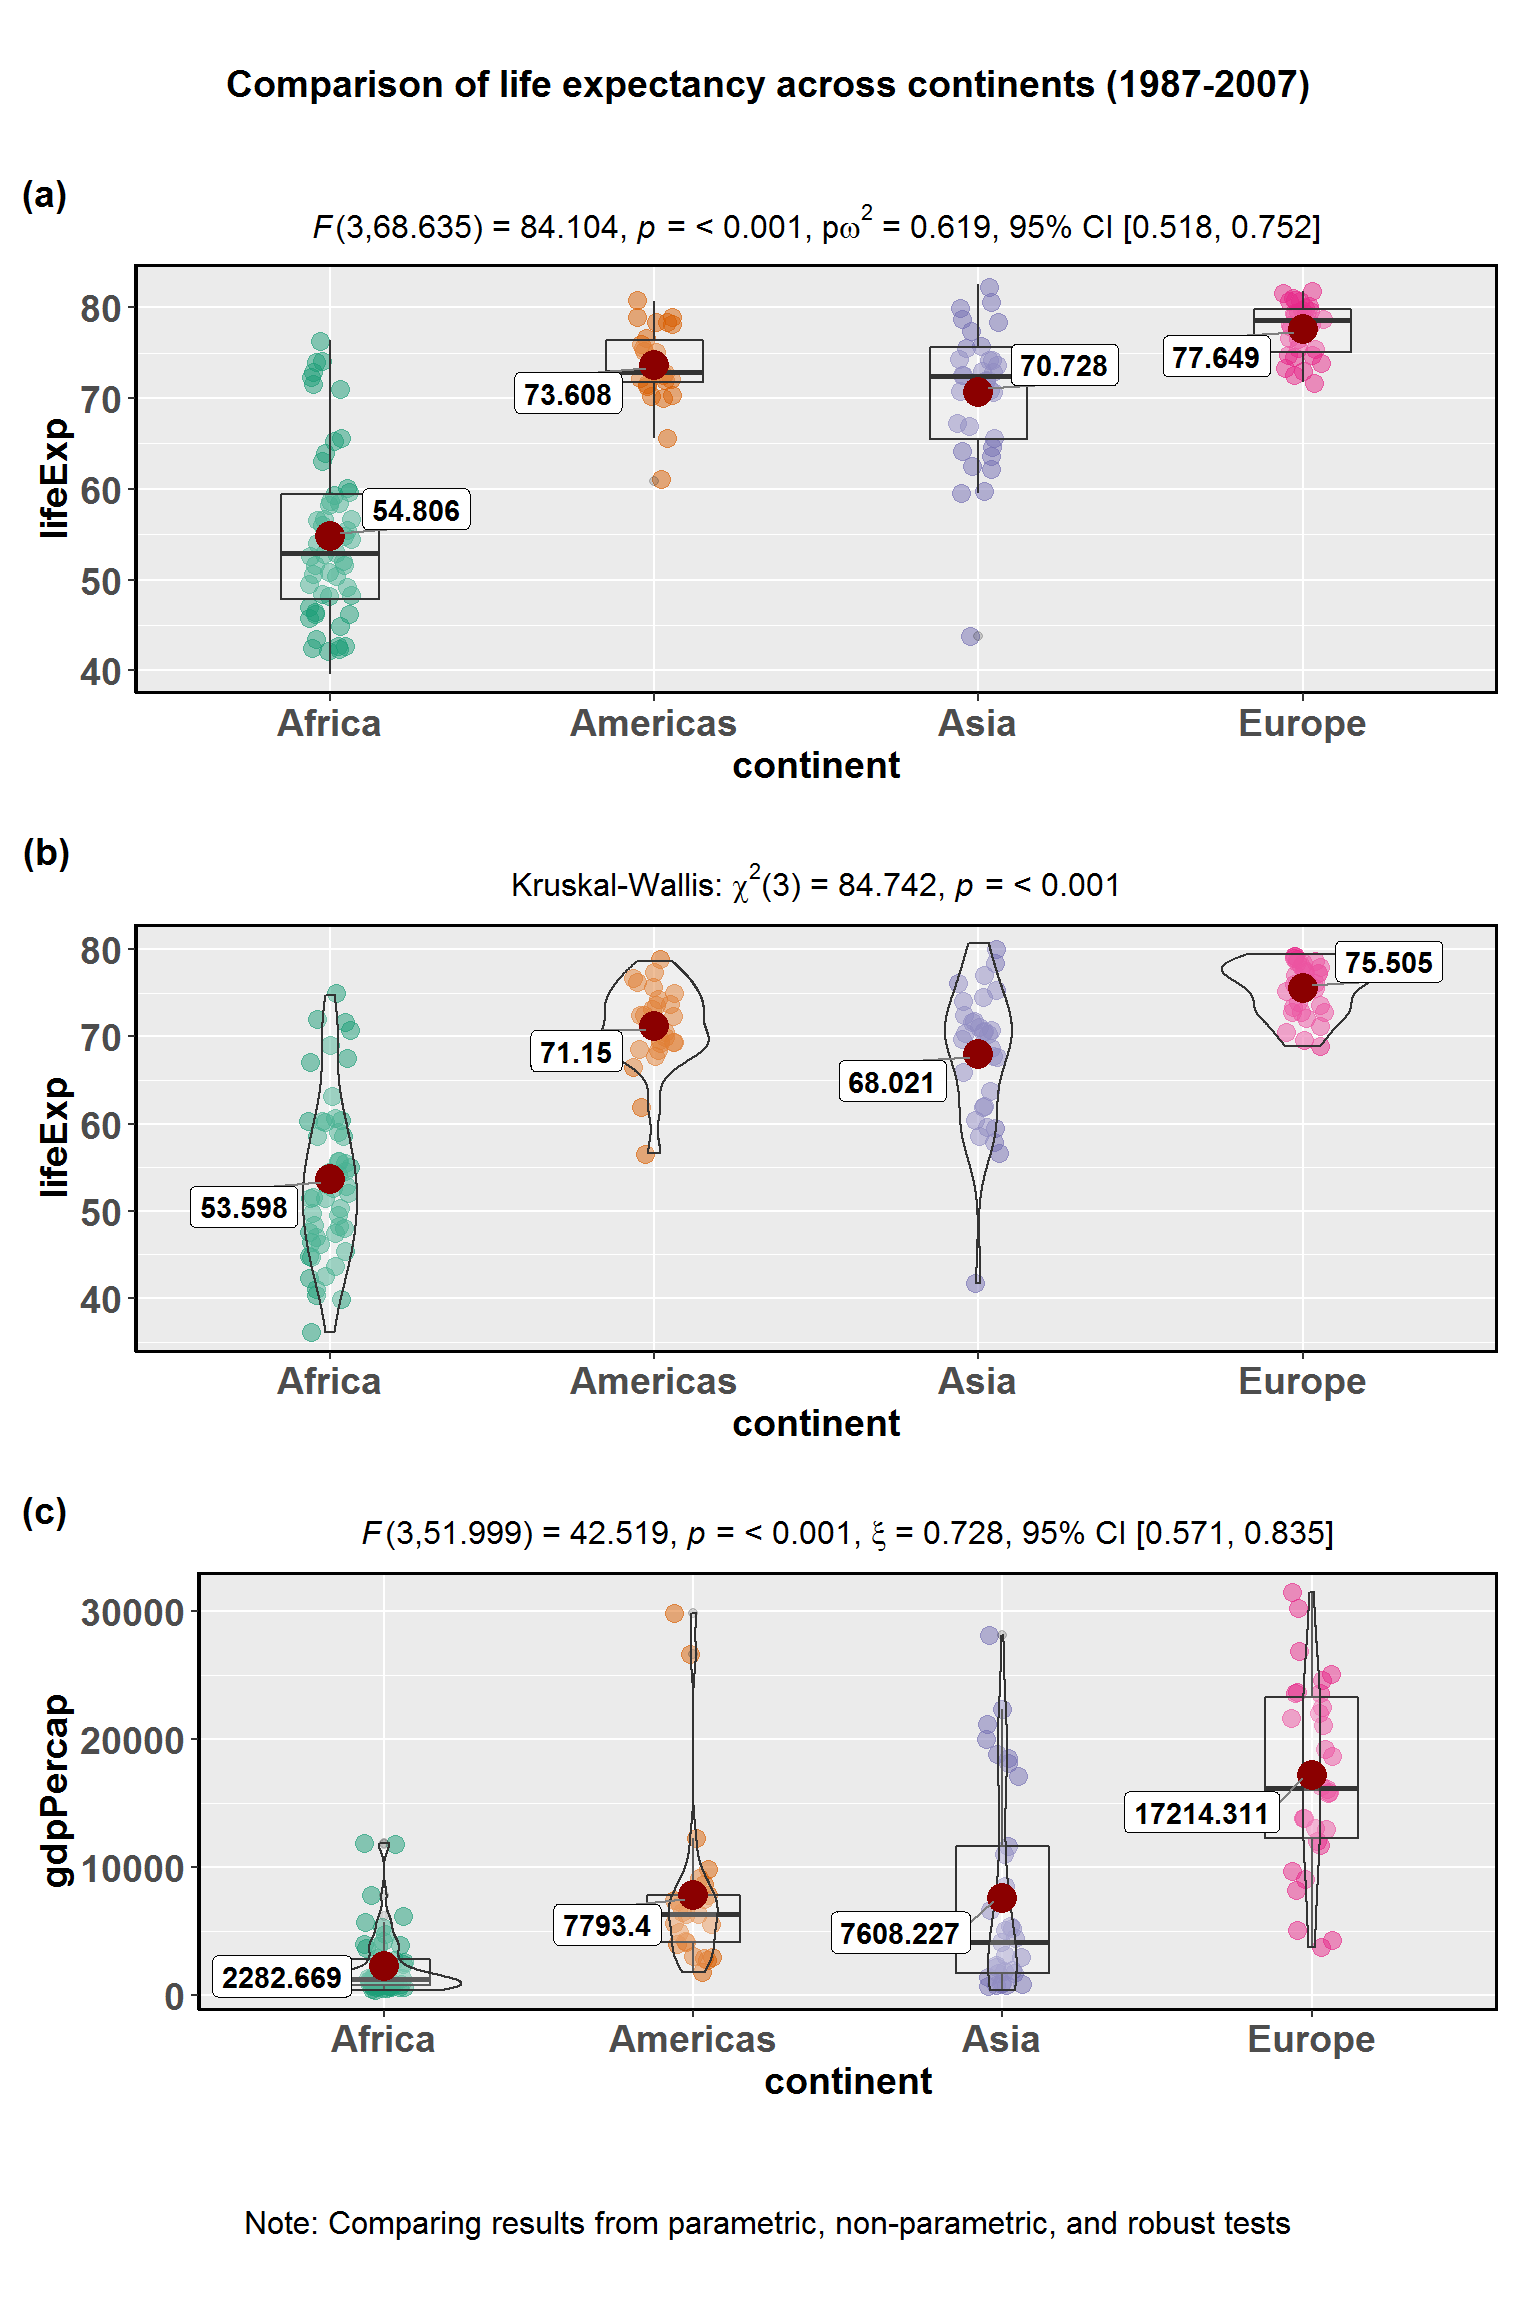 Comparison of life expectancy across continents (1987-2007)
(a)
F(3,68.635) = 84.104, p = < 0.001, pω² = 0.619, 95% CI [0.518, 0.752]
lifeExp
80
70
60
50
40
54.806
73.608
70.728
77.649
Africa Americas Asia Europe
continent
(b)
Kruskal-Wallis: χ²(3) = 84.742, p = < 0.001
lifeExp
80
70
60
50
40
53.598
71.15
68.021
75.505
Africa Americas Asia Europe
continent
(c)
F(3,51.999) = 42.519, p = < 0.001, ξ = 0.728, 95% CI [0.571, 0.835]
gdpPercap
30000
20000
10000
0
2282.669
7793.4
7608.227
17214.311
Africa Americas Asia Europe
continent
Note: Comparing results from parametric, non-parametric, and robust tests